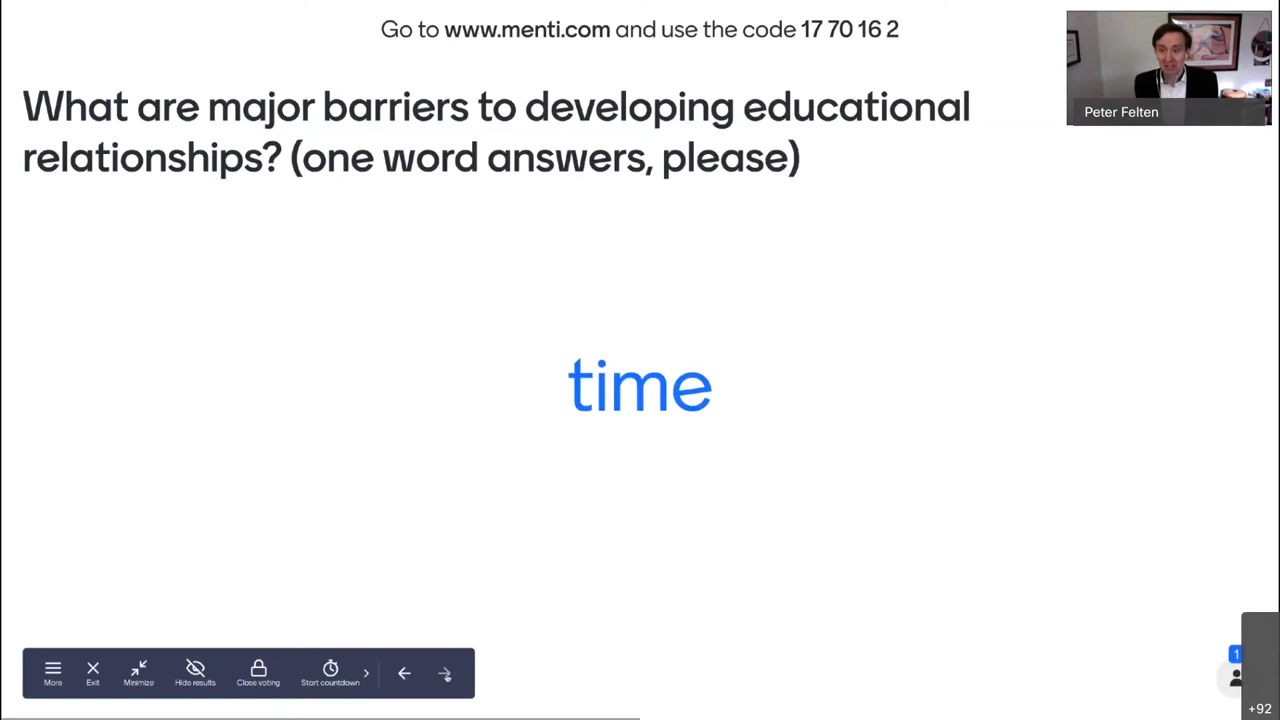 Go to www.menti.com and use the code 17 70 16 2
Peter Felten
What are major barriers to developing educational
relationships? (one word answers, please)
time
More
Exit
Minimize
Hide results
Close voting
Start countdown
1
+92